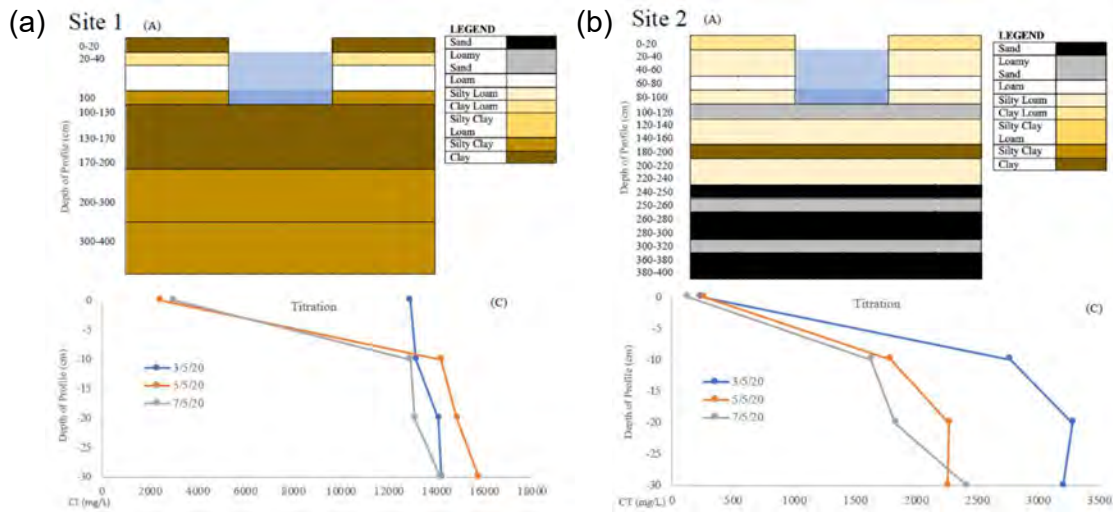 (a)
Site 1 (A)
Depth of Profile (cm)
0-20
20-40
100
100-130
130-170
170-200
200-300
300-400
LEGEND
Sand
Loamy
Sand
Loam
Silty Loam
Clay Loam
Silty Clay
Loam
Silty Clay
Clay
Titration
(C)
Depth of Profile (cm)
0
-5
-10
-15
-20
25
-30
3/5/20
5/5/20
7/5/20
CT (mg/L)
0
2000
4000
6000
8000
10000
12000
14000
16000
18000
(b)
Site 2 (A)
Depth of Profile (cm)
0-20
20-40
40-60
60-80
80-100
100-120
120-140
140-160
180-200
200-220
220-240
240-250
250-260
260-280
280-300
300-320
360-380
380-400
LEGEND
Sand
Loamy
Sand
Loam
Silty Loam
Clay Loam
Silty Clay
Loam
Silty Clay
Clay
Titration
(C)
Depth of Profile (cm)
0
-5
-10
-15
-20
-25
-30
3/5/20
5/5/20
7/5/20
CT (mg/L)
0
500
1000
1500
2000
2500
3000
3500